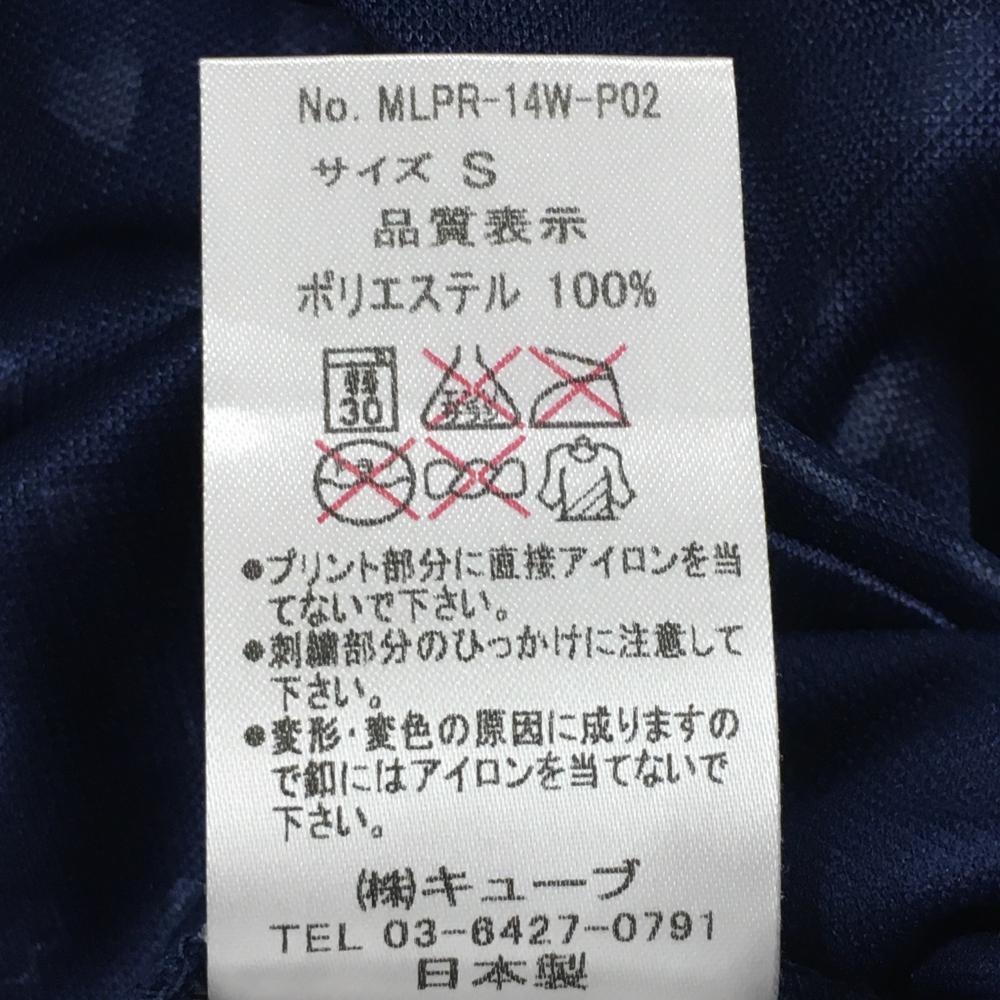 No. MLPR-14W-P02
サイズ S
品質表示
ポリエステル 100%
30
●プリント部分に直接アイロンを当
てないで下さい。
●刺繍部分のひっかけに注意して
下さい。
●変形・変色の原因に成りますの
で釦にはアイロンを当てないで
下さい。
(株)キューブ
TEL 03-6427-0791
日本製